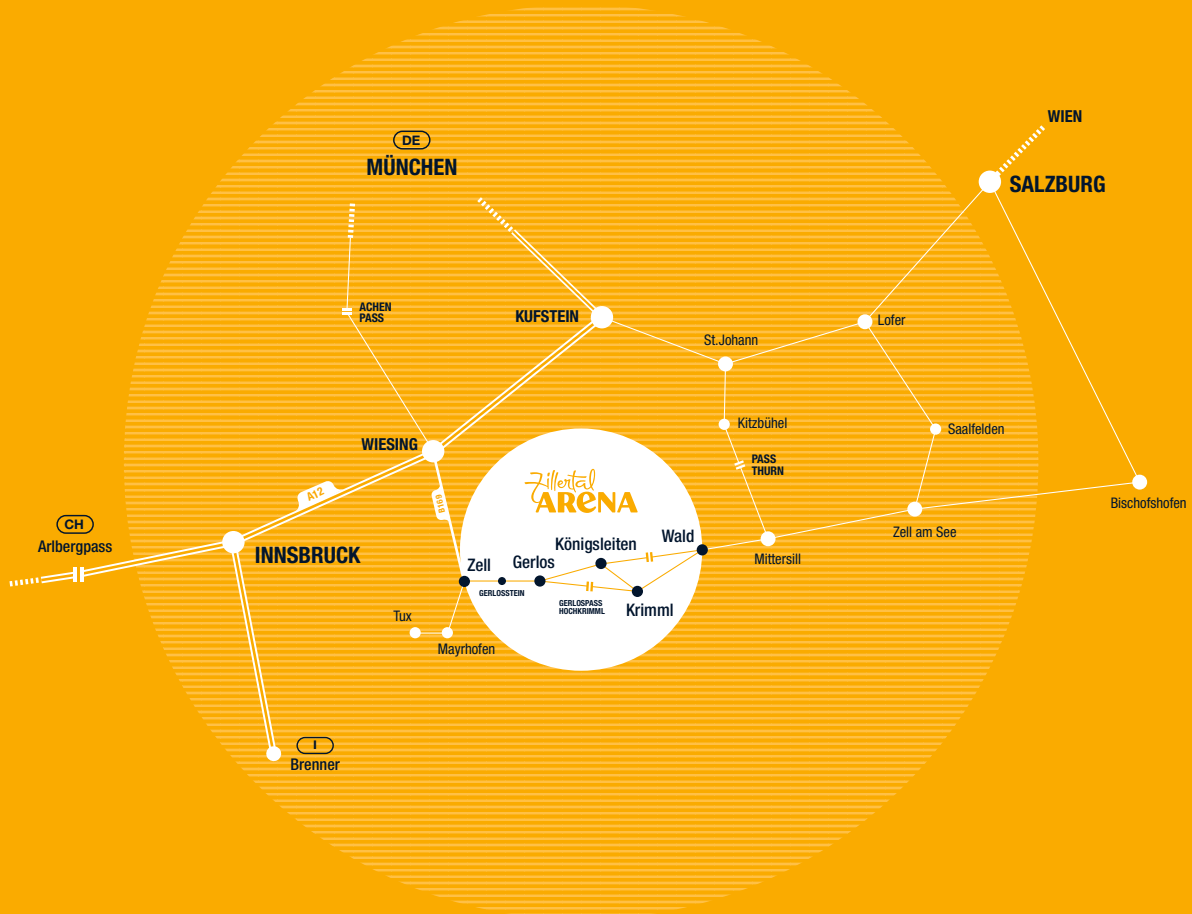 WIEN
DE
MÜNCHEN
SALZBURG
ACHEN
PASS
KUFSTEIN
Lofer
St.Johann
Kitzbühel
Saalfelden
WIESING
PASS
THURN
Zillertal
ARENA
A12
B169
Bischofshofen
CH
Arlbergpass
INNSBRUCK
Wald
Königsleiten
Zell am See
Mittersill
Zell
Gerlos
GERLOSSTEIN
GERLOSPASS
HOCHKRIMML
Krimml
Tux
Mayrhofen
I
Brenner